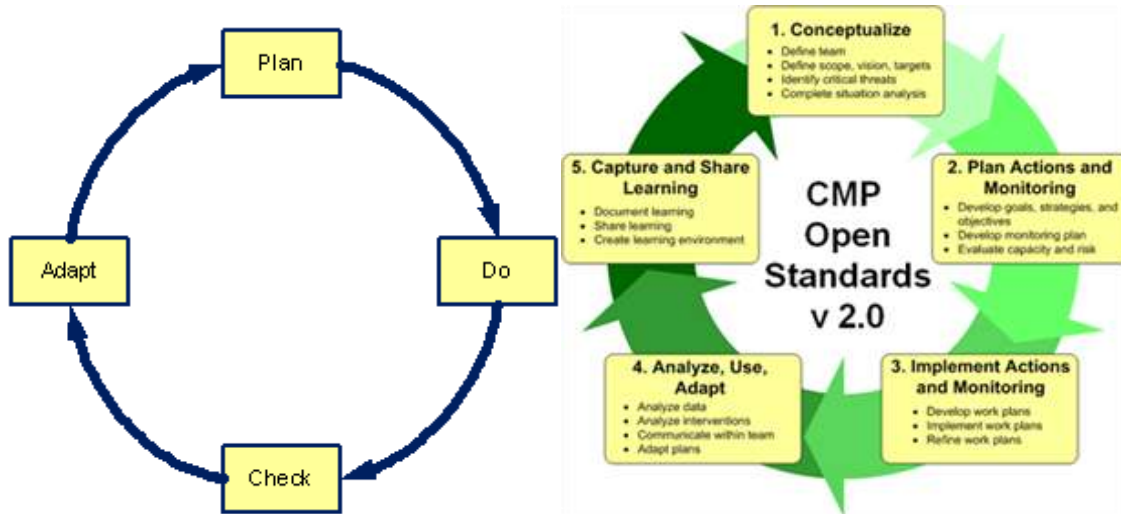 Plan
Do
Check
Adapt
1. Conceptualize
• Define team
• Define scope, vision, targets
• Identify critical threats
• Complete situation analysis
2. Plan Actions and
Monitoring
• Develop goals, strategies, and
objectives
• Develop monitoring plan
• Evaluate capacity and risk
3. Implement Actions
and Monitoring
• Develop work plans
• Implement work plans
• Refine work plans
4. Analyze, Use,
Adapt
• Analyze data
• Analyze interventions
• Communicate within team
• Adapt plans
5. Capture and Share
Learning
• Document learning
• Share learning
• Create learning environment
CMP
Open
Standards
v 2.0